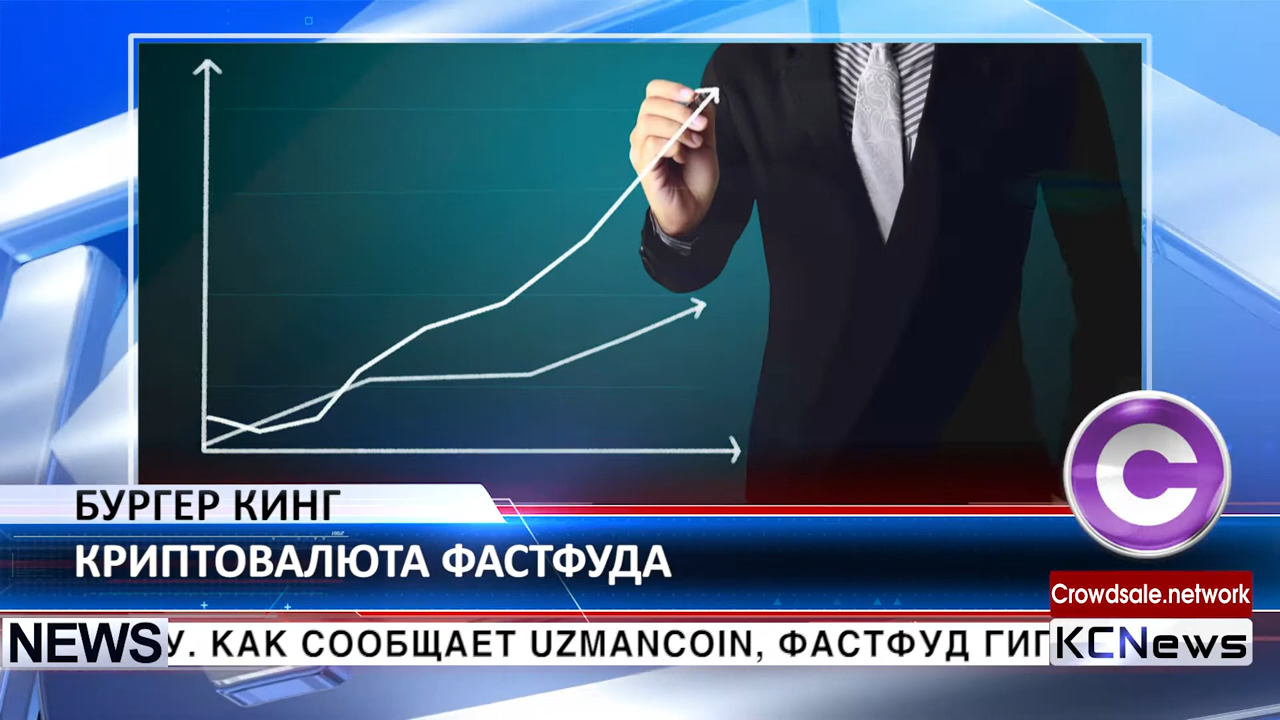 БУРГЕР КИНГ
КРИПТОВАЛЮТА ФАСТФУДА
Crowdsale.network
NEWS
У. КАК СООБЩАЕТ UZMANCOIN, ФАСТФУД ГИГ
KCNews